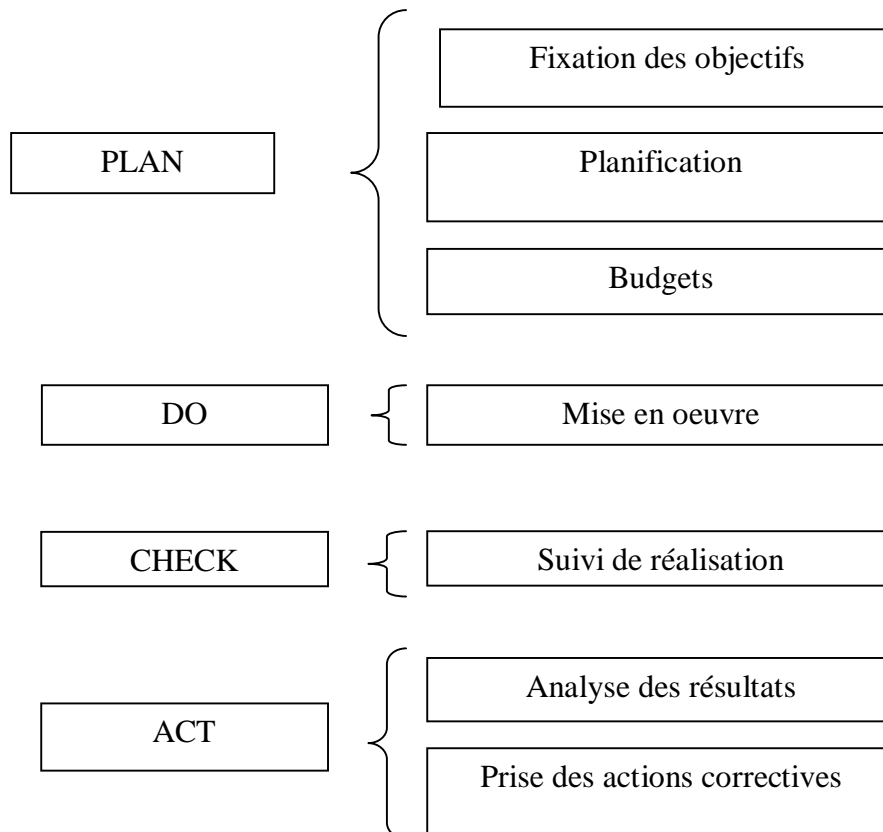 PLAN
Fixation des objectifs
Planification
Budgets
DO
Mise en oeuvre
CHECK
Suivi de réalisation
ACT
Analyse des résultats
Prise des actions correctives